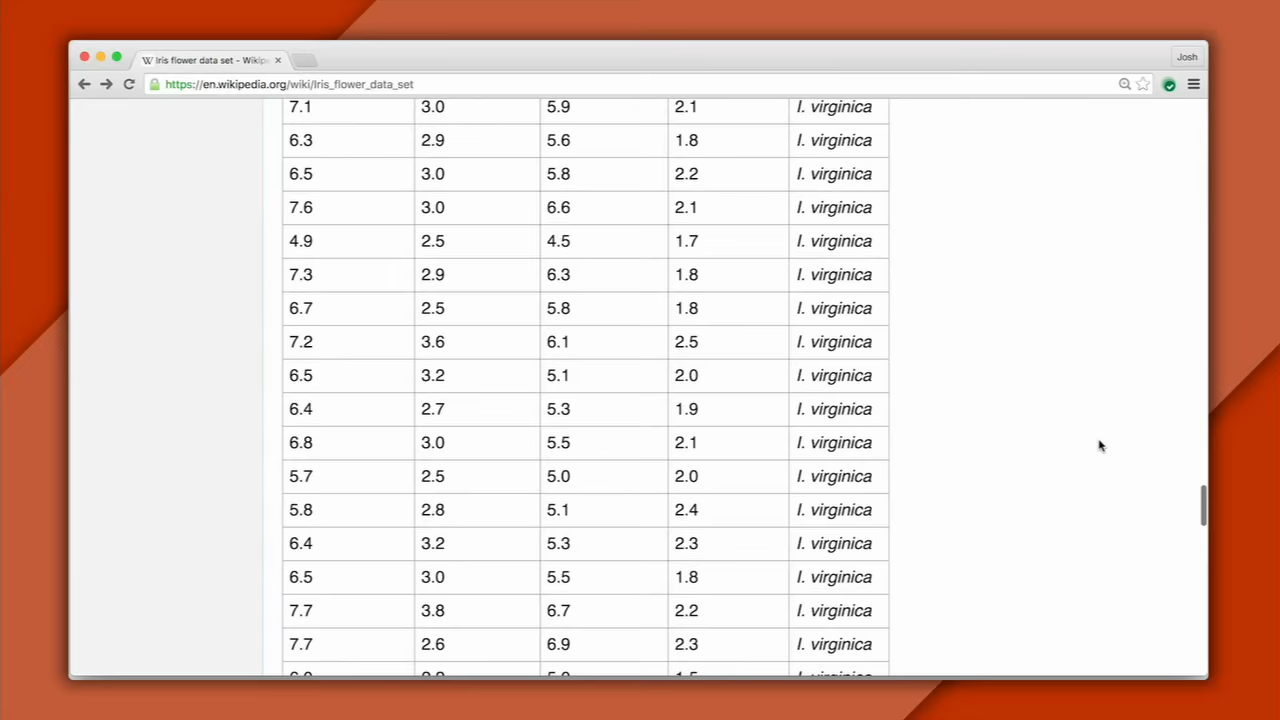 Iris flower data set - Wikip
Josh
https://en.wikipedia.org/wiki/Iris_flower_data_set
7.1 3.0 5.9 2.1 I. virginica
6.3 2.9 5.6 1.8 I. virginica
6.5 3.0 5.8 2.2 I. virginica
7.6 3.0 6.6 2.1 I. virginica
4.9 2.5 4.5 1.7 I. virginica
7.3 2.9 6.3 1.8 I. virginica
6.7 2.5 5.8 1.8 I. virginica
7.2 3.6 6.1 2.5 I. virginica
6.5 3.2 5.1 2.0 I. virginica
6.4 2.7 5.3 1.9 I. virginica
6.8 3.0 5.5 2.1 I. virginica
5.7 2.5 5.0 2.0 I. virginica
5.8 2.8 5.1 2.4 I. virginica
6.4 3.2 5.3 2.3 I. virginica
6.5 3.0 5.5 1.8 I. virginica
7.7 3.8 6.7 2.2 I. virginica
7.7 2.6 6.9 2.3 I. virginica